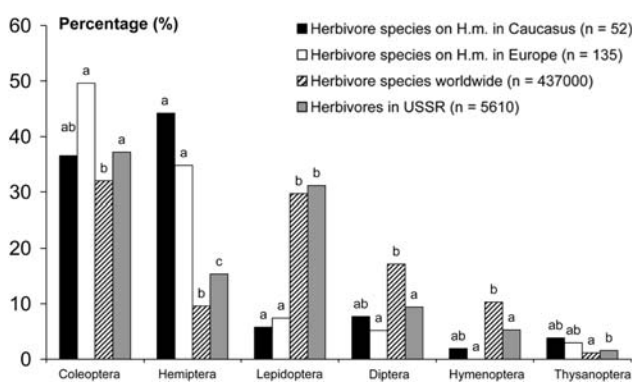 Percentage (%)
Herbivore species on H.m. in Caucasus (n = 52)
Herbivore species on H.m. in Europe (n = 135)
Herbivore species worldwide (n = 437000)
Herbivores in USSR (n = 5610)
60
50
40
30
20
10
0
ab a b a
a a b c
a a b b
ab a b a
ab a b a
ab ab a b
Coleoptera Hemiptera Lepidoptera Diptera Hymenoptera Thysanoptera